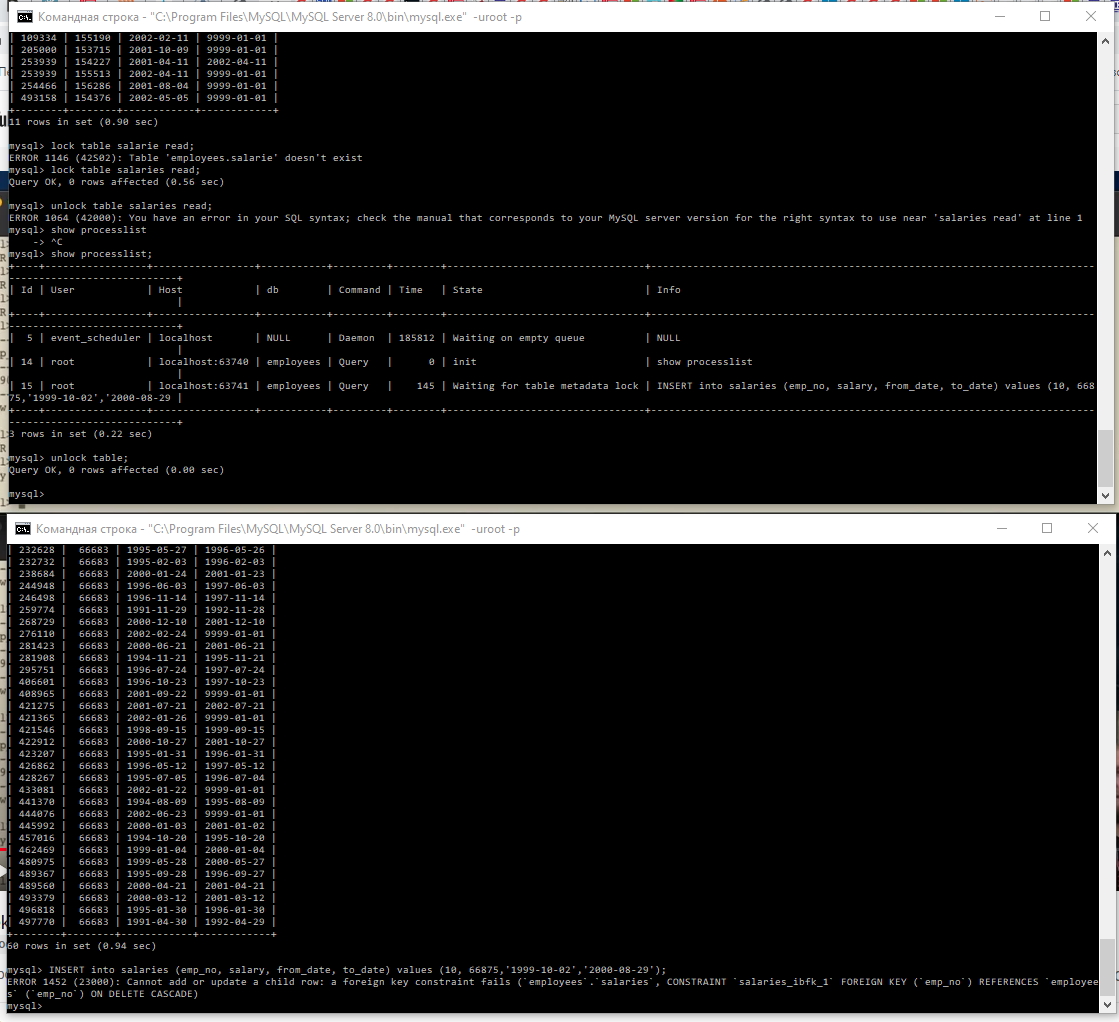 Командная строка - "C:\Program Files\MySQL\MySQL Server 8.0\bin\mysql.exe" -uroot -p
| 109334 | 155190 | 2002-02-11 | 9999-01-01 |
| 205000 | 153715 | 2001-10-09 | 9999-01-01 |
| 253939 | 154227 | 2001-04-11 | 2002-04-11 |
| 253939 | 155513 | 2002-04-11 | 9999-01-01 |
| 254466 | 156286 | 2001-08-04 | 9999-01-01 |
| 493158 | 154376 | 2002-05-05 | 9999-01-01 |
+--------+--------+------------+------------+
11 rows in set (0.90 sec)
mysql> lock table salarie read;
ERROR 1146 (42S02): Table 'employees.salarie' doesn't exist
mysql> lock table salaries read;
Query OK, 0 rows affected (0.56 sec)
mysql> unlock table salaries read;
ERROR 1064 (42000): You have an error in your SQL syntax; check the manual that corresponds to your MySQL server version for the right syntax to use near 'salaries read' at line 1
mysql> show processlist
    -> ^C
mysql> show processlist;
| Id | User            | Host            | db        | Command | Time   | State                           | Info
|
|  5 | event_scheduler | localhost       | NULL      | Daemon  | 185812 | Waiting on empty queue          | NULL
|
| 14 | root            | localhost:63740 | employees | Query   |      0 | init                            | show processlist
|
| 15 | root            | localhost:63741 | employees | Query   |    145 | Waiting for table metadata lock | INSERT into salaries (emp_no, salary, from_date, to_date) values (10, 668
75,'1999-10-02','2000-08-29 |
3 rows in set (0.22 sec)
mysql> unlock table;
Query OK, 0 rows affected (0.00 sec)
mysql>
Командная строка - "C:\Program Files\MySQL\MySQL Server 8.0\bin\mysql.exe" -uroot -p
| 232628 |  66683 | 1995-05-27 | 1996-05-26 |
| 232732 |  66683 | 1995-02-03 | 1996-02-03 |
| 238684 |  66683 | 2000-01-24 | 2001-01-23 |
| 244948 |  66683 | 1996-06-03 | 1997-06-03 |
| 246498 |  66683 | 1996-11-14 | 1997-11-14 |
| 259774 |  66683 | 1991-11-29 | 1992-11-28 |
| 268729 |  66683 | 2000-12-10 | 2001-12-10 |
| 276110 |  66683 | 2002-02-24 | 9999-01-01 |
| 281423 |  66683 | 2000-06-21 | 2001-06-21 |
| 281908 |  66683 | 1994-11-21 | 1995-11-21 |
| 295751 |  66683 | 1996-07-24 | 1997-07-24 |
| 406601 |  66683 | 1996-10-23 | 1997-10-23 |
| 408965 |  66683 | 2001-09-22 | 9999-01-01 |
| 421275 |  66683 | 2001-07-21 | 2002-07-21 |
| 421365 |  66683 | 2002-01-26 | 9999-01-01 |
| 421546 |  66683 | 1998-09-15 | 1999-09-15 |
| 422912 |  66683 | 2000-10-27 | 2001-10-27 |
| 423207 |  66683 | 1995-01-31 | 1996-01-31 |
| 426862 |  66683 | 1996-05-12 | 1997-05-12 |
| 428267 |  66683 | 1995-07-05 | 1996-07-04 |
| 433081 |  66683 | 2002-01-22 | 9999-01-01 |
| 441370 |  66683 | 1994-08-09 | 1995-08-09 |
| 444076 |  66683 | 2002-06-23 | 9999-01-01 |
| 445992 |  66683 | 2000-01-03 | 2001-01-02 |
| 457016 |  66683 | 1994-10-20 | 1995-10-20 |
| 462469 |  66683 | 1999-01-04 | 2000-01-04 |
| 480975 |  66683 | 1999-05-28 | 2000-05-27 |
| 489367 |  66683 | 1995-09-28 | 1996-09-27 |
| 489560 |  66683 | 2000-04-21 | 2001-04-21 |
| 493379 |  66683 | 2000-03-12 | 2001-03-12 |
| 496818 |  66683 | 1995-01-30 | 1996-01-30 |
| 497770 |  66683 | 1991-04-30 | 1992-04-29 |
+--------+--------+------------+------------+
60 rows in set (0.94 sec)
mysql> INSERT into salaries (emp_no, salary, from_date, to_date) values (10, 66875,'1999-10-02','2000-08-29');
ERROR 1452 (23000): Cannot add or update a child row: a foreign key constraint fails (`employees`.`salaries`, CONSTRAINT `salaries_ibfk_1` FOREIGN KEY (`emp_no`) REFERENCES `employee
s` (`emp_no`) ON DELETE CASCADE)
mysql>